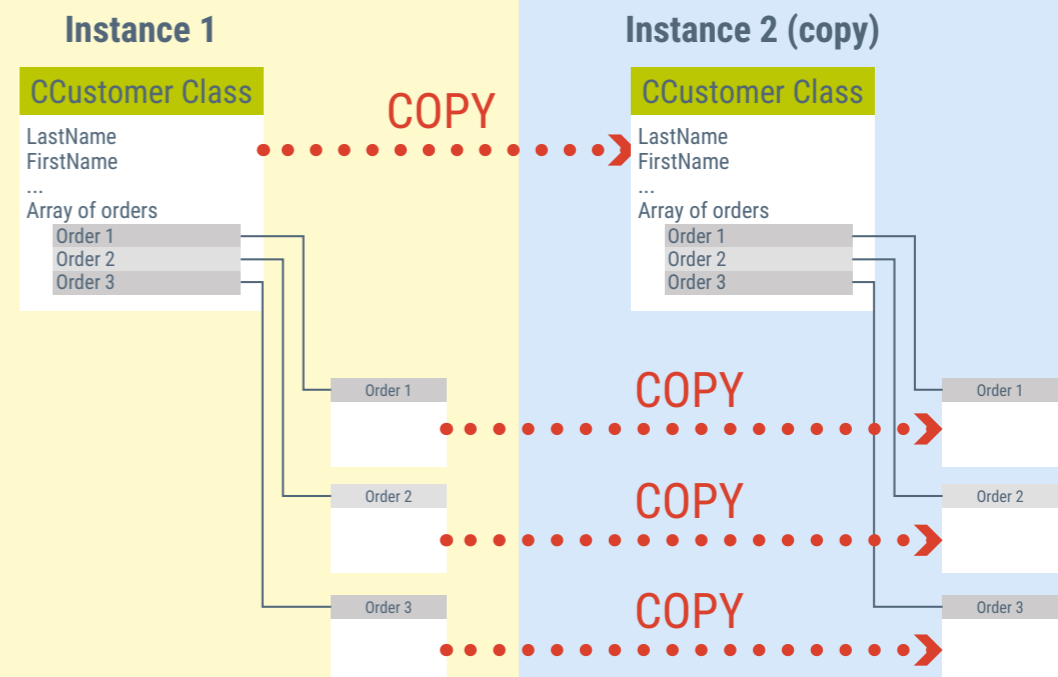 Instance 1
CCustomer Class
LastName
FirstName
...
Array of orders
Order 1
Order 2
Order 3
COPY
Instance 2 (copy)
CCustomer Class
LastName
FirstName
...
Array of orders
Order 1
Order 2
Order 3
Order 1
COPY
Order 1
Order 2
COPY
Order 2
Order 3
COPY
Order 3